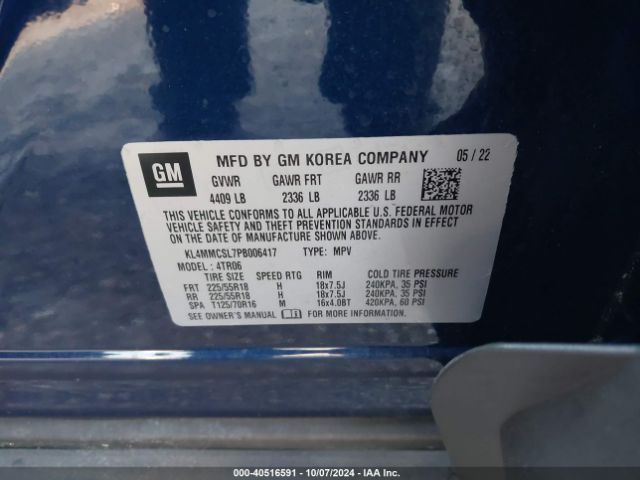 GM
MFD BY GM KOREA COMPANY 05 / 22
GVWR GAWR FRT GAWR RR
4409 LB 2336 LB 2336 LB
THIS VEHICLE CONFORMS TO ALL APPLICABLE U.S. FEDERAL MOTOR
VEHICLE SAFETY AND THEFT PREVENTION STANDARDS IN EFFECT
ON THE DATE OF MANUFACTURE SHOWN ABOVE.
KL4MMCSL7PB006417 TYPE: MPV
MODEL: 4TR06
TIRE SIZE SPEED RTG RIM COLD TIRE PRESSURE
FRT 225/55R18 H 18x7.5J 240KPA, 35 PSI
RR 225/55R18 H 18x7.5J 240KPA, 35 PSI
SPA T125/70R16 M 16x4.0BT 420KPA, 60 PSI
SEE OWNER'S MANUAL FOR MORE INFORMATION
000-40516591 - 10/07/2024 - IAA Inc.